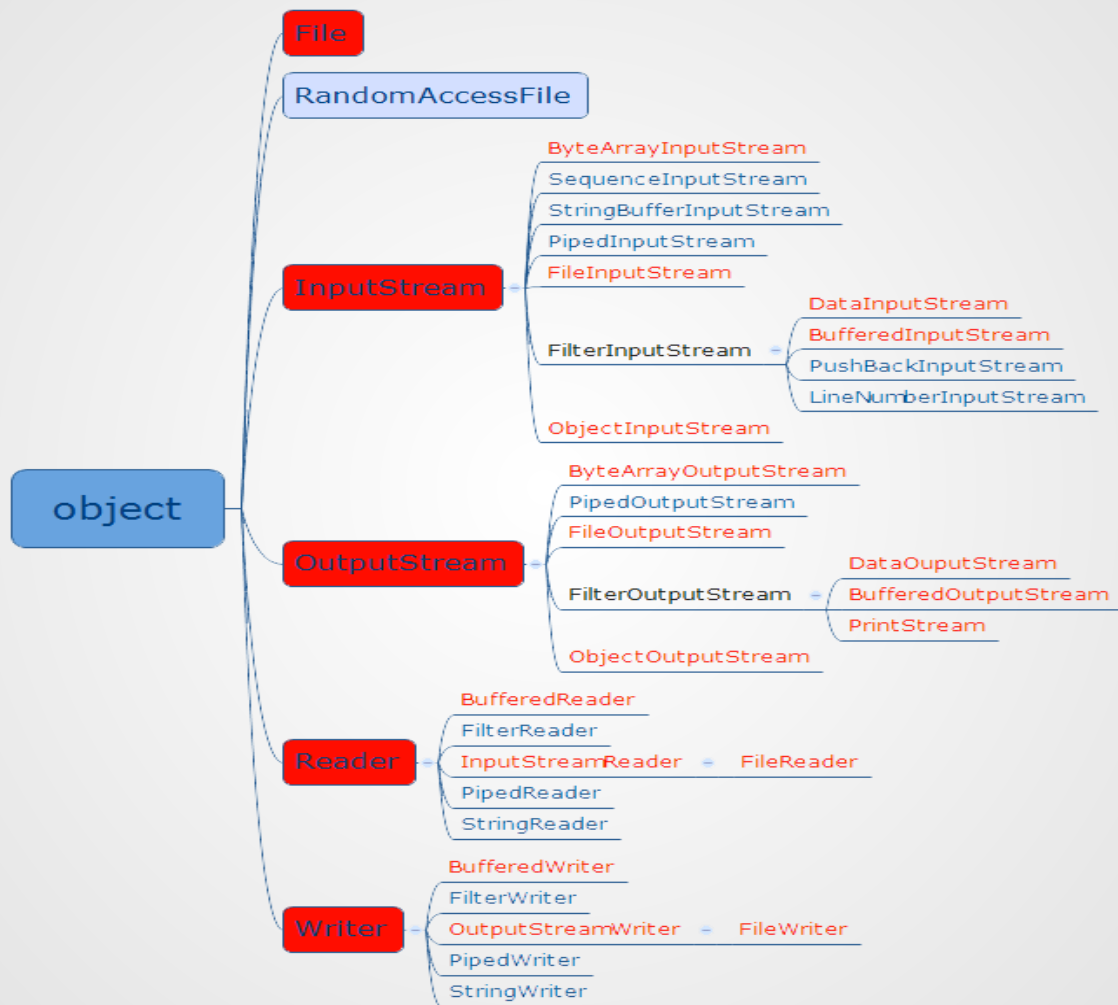 File
RandomAccessFile
ByteArrayInputStream
SequenceInputStream
StringBufferInputStream
PipedInputStream
FileInputStream
InputStream
DataInputStream
BufferedInputStream
FilterInputStream
PushBackInputStream
LineNumberInputStream
ObjectInputStream
object
ByteArrayOutputStream
PipedOutputStream
FileOutputStream
OutputStream
DataOuputStream
FilterOutputStream
BufferedOutputStream
PrintStream
ObjectOutputStream
BufferedReader
FilterReader
Reader
InputStreamReader
FileReader
PipedReader
StringReader
BufferedWriter
FilterWriter
Writer
OutputStreamWriter
FileWriter
PipedWriter
StringWriter